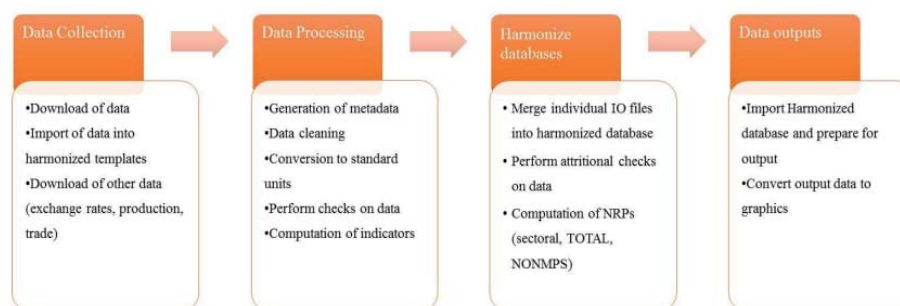 Data Collection
•Download of data
•Import of data into
harmonized templates
•Download of other data
(exchange rates, production,
trade)
Data Processing
•Generation of metadata
•Data cleaning
•Conversion to standard
units
•Perform checks on data
•Computation of indicators
Harmonize
databases
• Merge individual IO files
into harmonized database
• Perform attritional checks
on data
• Computation of NRPs
(sectoral, TOTAL,
NONMPS)
Data outputs
•Import Harmonized
database and prepare for
output
•Convert output data to
graphics